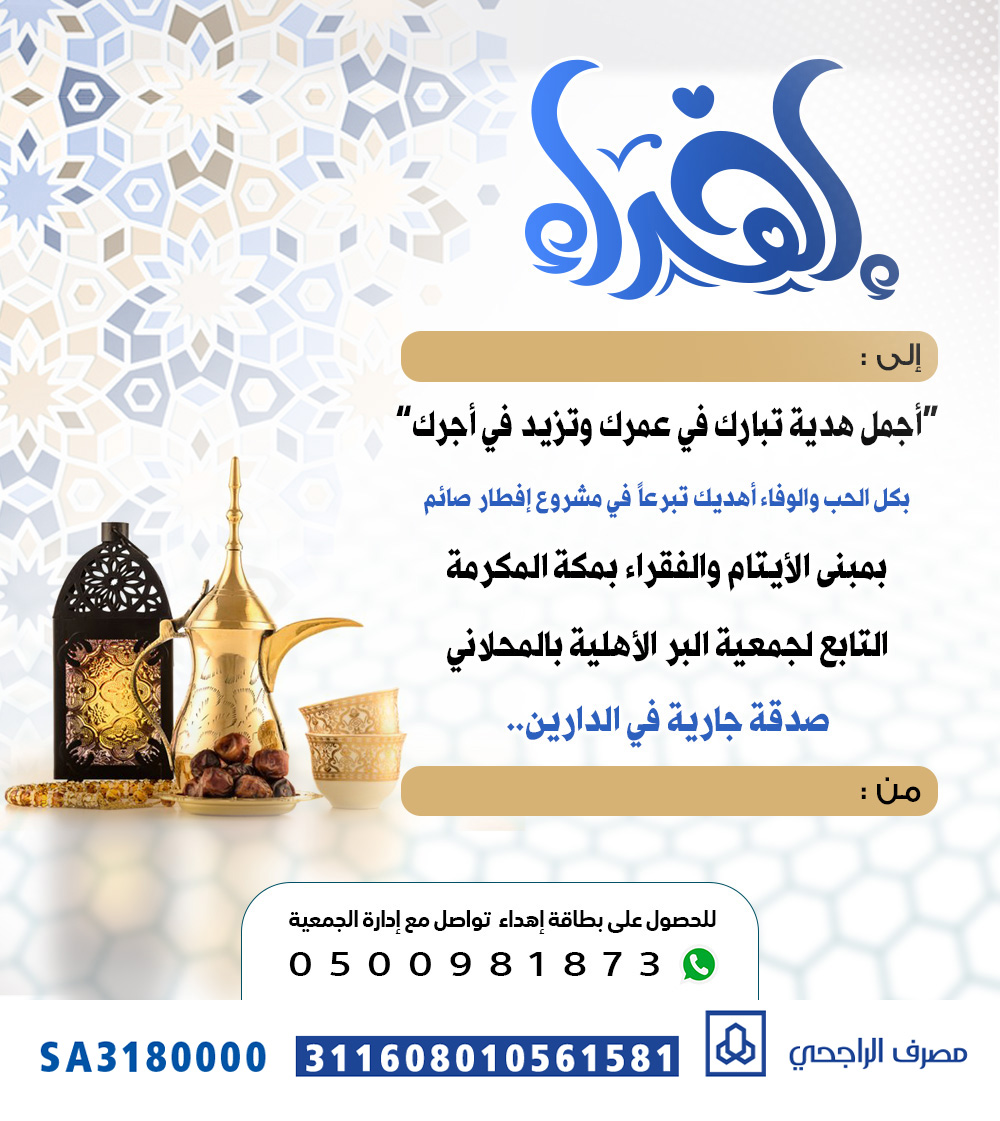 إهداء
إلى :
”أجمل هدية تبارك في عمرك وتزيد في أجرك“
بكل الحب والوفاء أهديك تبرعاً في مشروع إفطار صائم
بمبنى الأيتام والفقراء بمكة المكرمة
التابع لجمعية البر الأهلية بالمحلاني
صدقة جارية في الدارين..
من :
للحصول على بطاقة إهداء تواصل مع إدارة الجمعية
0500981873
مصرف الراجحي
311608010561581
SA3180000